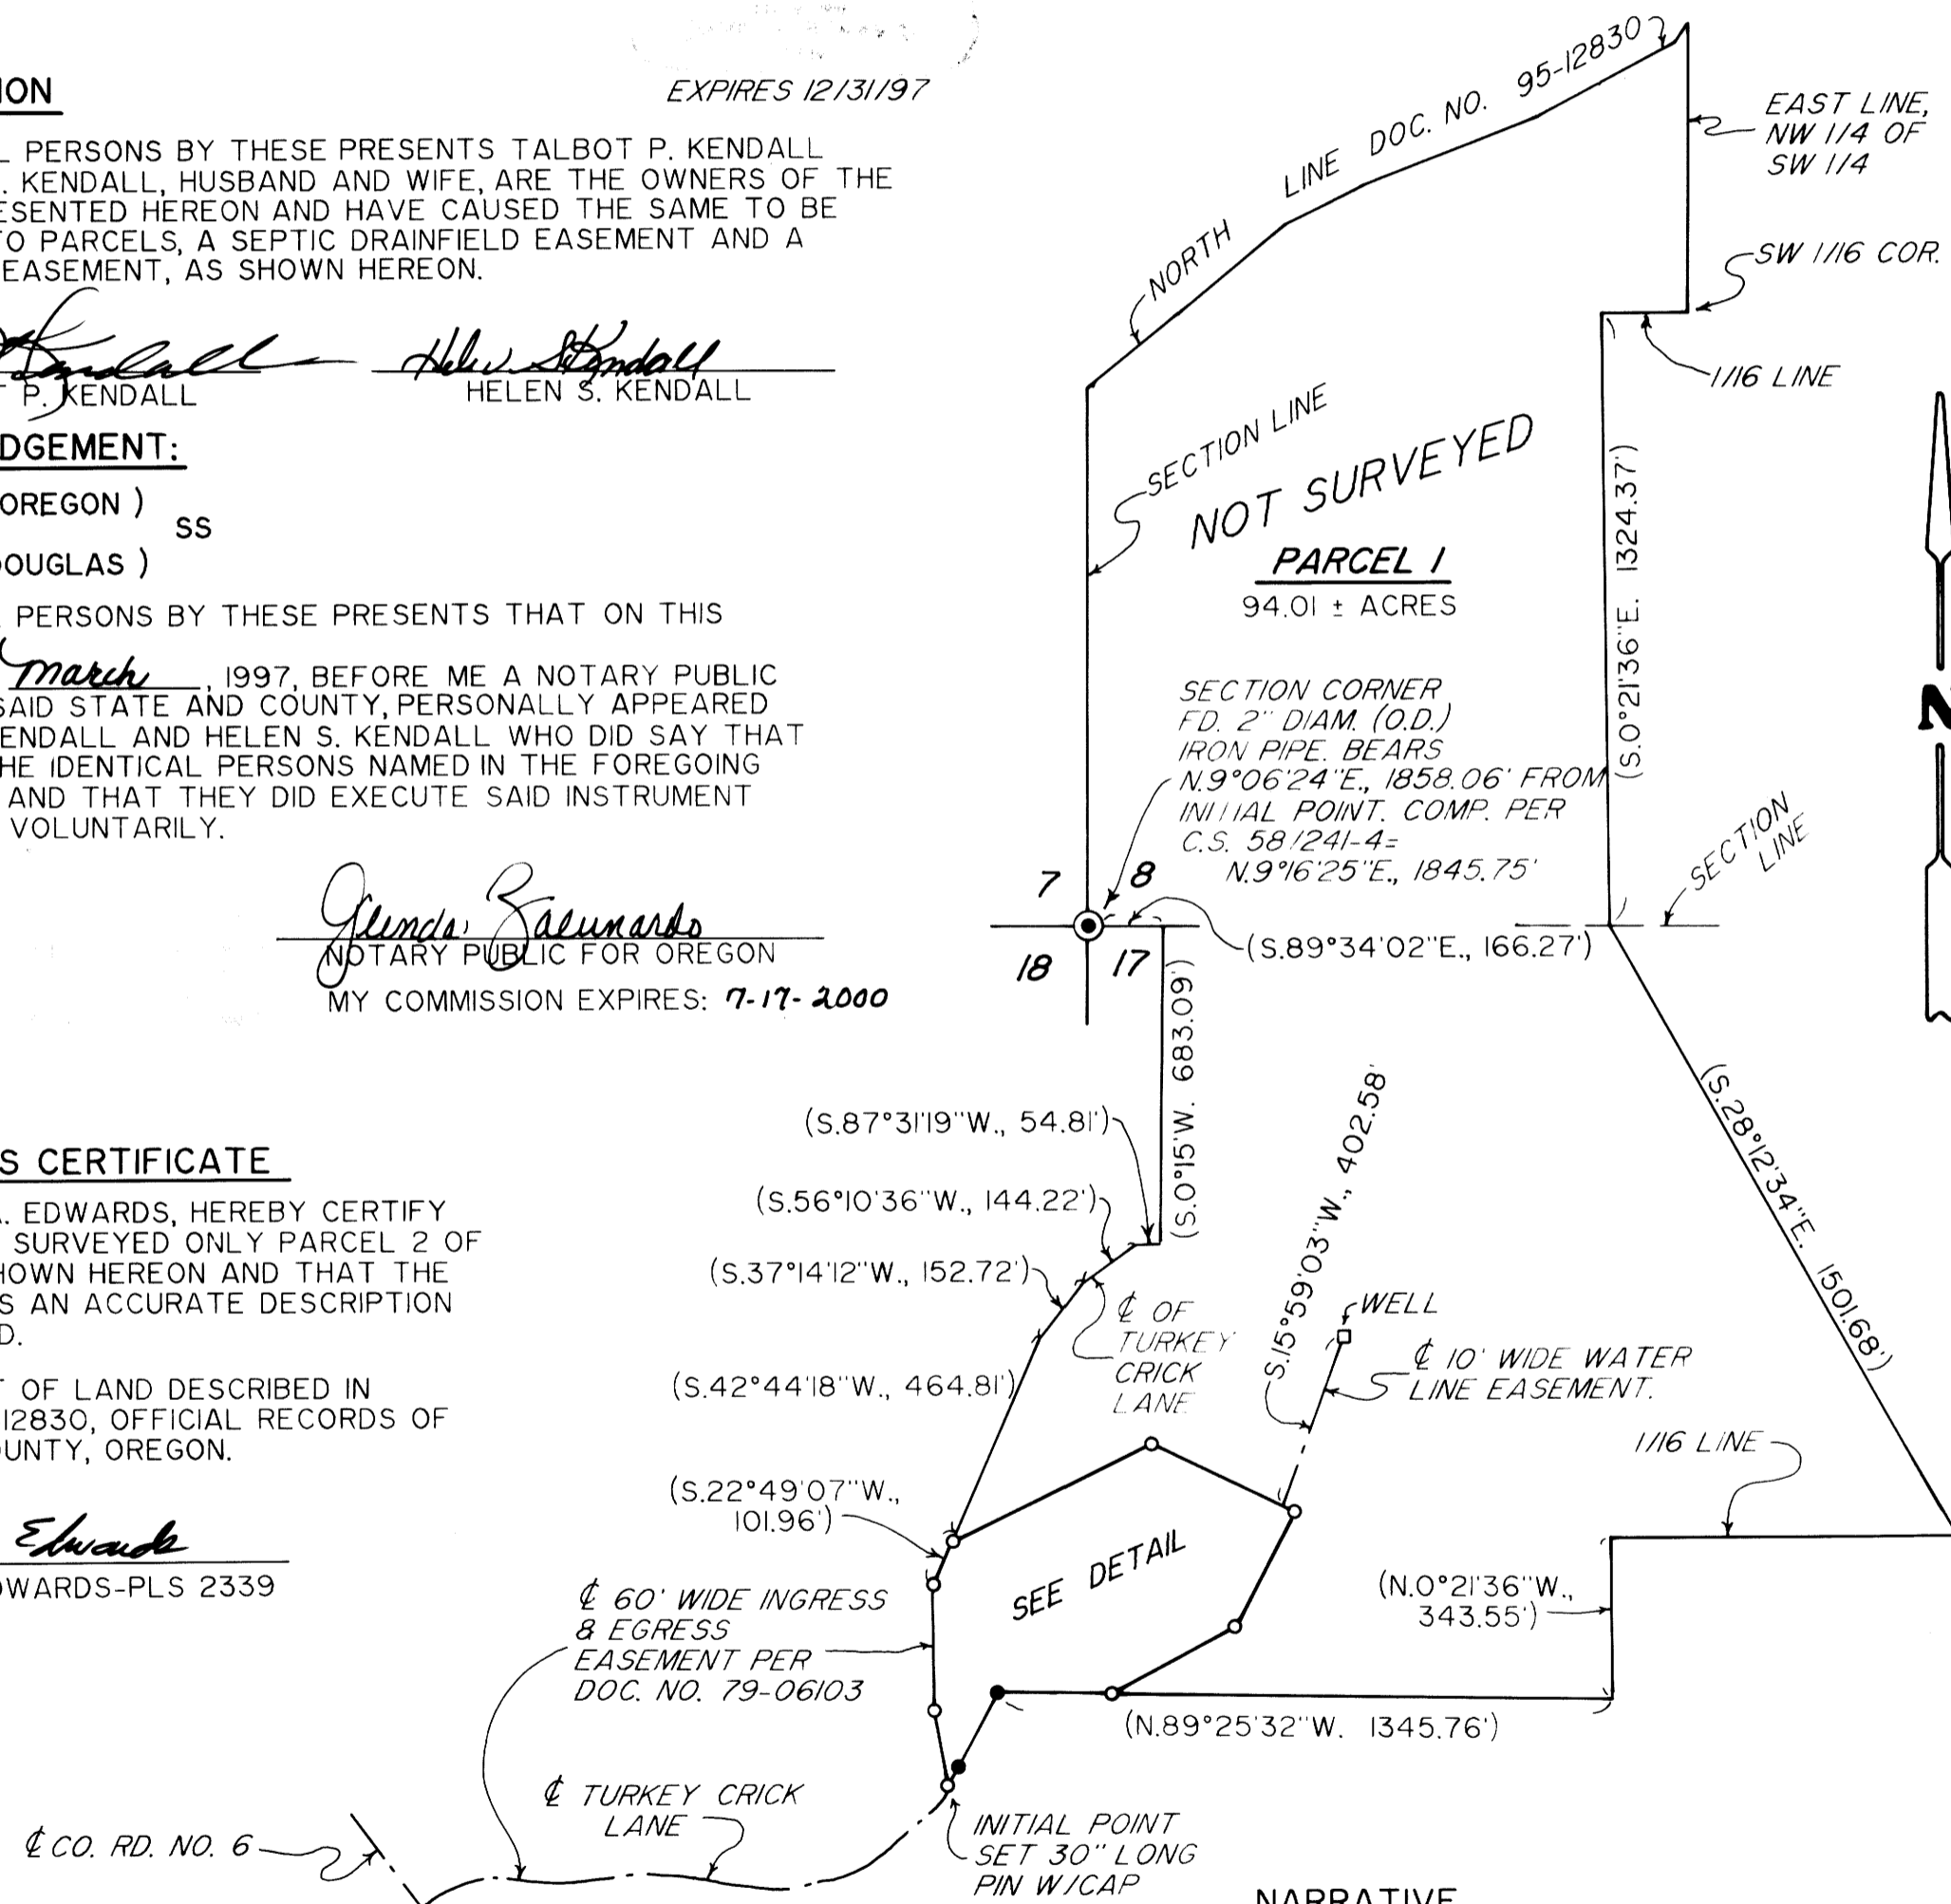 ION
EXPIRES 12/31/97
L PERSONS BY THESE PRESENTS TALBOT P. KENDALL
. KENDALL, HUSBAND AND WIFE, ARE THE OWNERS OF THE
ESENTED HEREON AND HAVE CAUSED THE SAME TO BE
TO PARCELS, A SEPTIC DRAINFIELD EASEMENT AND A
EASEMENT, AS SHOWN HEREON.
Kendall
Helen S Kendall
T P. KENDALL
HELEN S. KENDALL
DGEMENT:
OREGON )
SS
DOUGLAS )
L PERSONS BY THESE PRESENTS THAT ON THIS
March, 1997, BEFORE ME A NOTARY PUBLIC
SAID STATE AND COUNTY, PERSONALLY APPEARED
ENDALL AND HELEN S. KENDALL WHO DID SAY THAT
HE IDENTICAL PERSONS NAMED IN THE FOREGOING
AND THAT THEY DID EXECUTE SAID INSTRUMENT
VOLUNTARILY.
NOTARY PUBLIC FOR OREGON
MY COMMISSION EXPIRES: 7-17-2000
S CERTIFICATE
A. EDWARDS, HEREBY CERTIFY
SURVEYED ONLY PARCEL 2 OF
HOWN HEREON AND THAT THE
S AN ACCURATE DESCRIPTION
D.
T OF LAND DESCRIBED IN
12830, OFFICIAL RECORDS OF
OUNTY, OREGON.
Edwards
DWARDS-PLS 2339
NORTH LINE DOC. NO. 95-12830
EAST LINE,
NW 1/4 OF
SW 1/4
SW 1/16 COR.
1/16 LINE
SECTION LINE
NOT SURVEYED
PARCEL 1
94.01 ± ACRES
(S.0°21'36"E. 1324.37')
N
SECTION CORNER
FD. 2" DIAM. (O.D.)
IRON PIPE. BEARS
N.9°06'24"E., 1858.06' FROM
INITIAL POINT. COMP. PER
C.S. 58/241-4=
N.9°16'25"E., 1845.75'
SECTION
LINE
7
8
18
17
(S.89°34'02"E., 166.27')
(S.0°15'W. 683.09')
(S.28°12'34"E. 1501.68')
(S.87°31'19"W., 54.81')
(S.56°10'36"W., 144.22')
(S.37°14'12"W., 152.72')
(S.42°44'18"W., 464.81')
(S.22°49'07"W.,
101.96')
℄ OF
TURKEY
CRICK
LANE
S.15°59'03"W., 402.58'
WELL
℄ 10' WIDE WATER
LINE EASEMENT.
1/16 LINE
SEE DETAIL
(N.0°21'36"W.,
343.55')
℄ 60' WIDE INGRESS
& EGRESS
EASEMENT PER
DOC. NO. 79-06103
(N.89°25'32"W. 1345.76')
℄ TURKEY CRICK
LANE
℄ CO. RD. NO. 6
INITIAL POINT
SET 30" LONG
PIN W/CAP
NARRATIVE